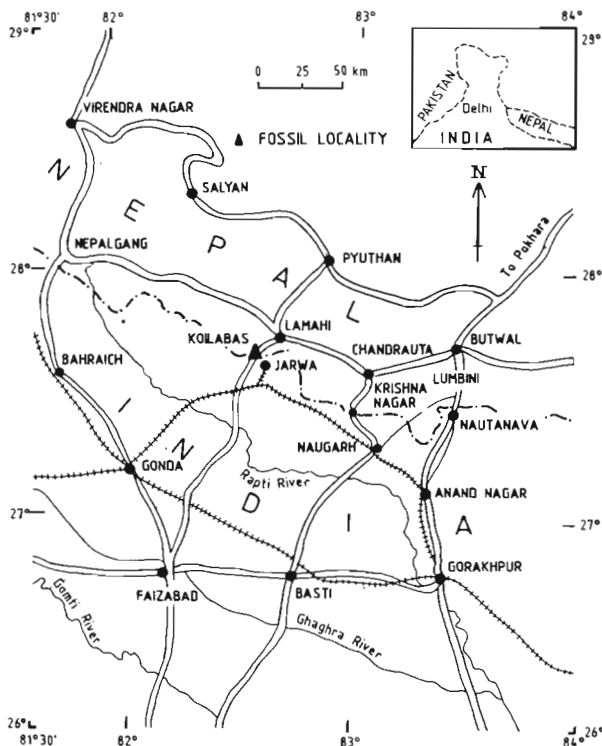 81°30' 82° 83° 84°
29° 29°
0 25 50 km
PAKISTAN
Delhi
NEPAL
INDIA
VIRENDRA NAGAR
▲ FOSSIL LOCALITY
N
SALYAN
NEPAL
NEPALGANG
PYUTHAN
To Pokhara
28° 28°
KOILABAS
LAMAHI
CHANDRAUTA
BUTWAL
BAHRAICH
JARWA
KRISHNA
NAGAR
LUMBINI
NAUTANAVA
INDIA
NAUGARH
GONDA
Rapti River
ANAND NAGAR
27° 27°
GORAKHPUR
FAIZABAD
BASTI
Gomti River
Ghaghra River
26° 26°
81°30' 82° 83° 84°